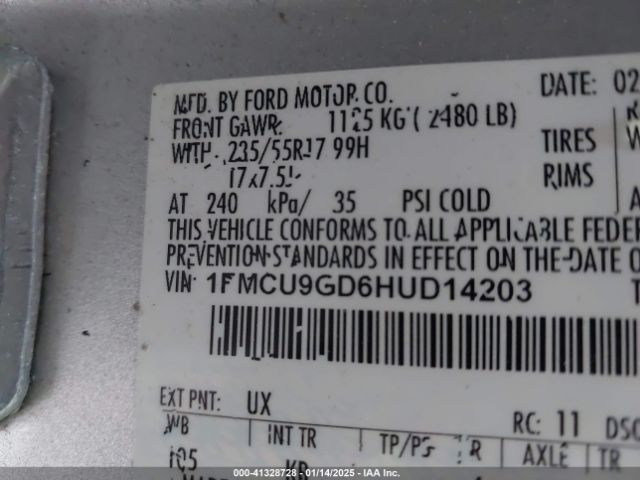 MFD. BY FORD MOTOR CO.
DATE: 02
FRONT GAWR: 1125 KG ( 2480 LB)
WITH 235/55R17 99H TIRES
17x7.5J RIMS
AT 240 kPa/ 35 PSI COLD A
THIS VEHICLE CONFORMS TO ALL APPLICABLE FEDER
PREVENTION STANDARDS IN EFFECT ON THE DATE O
VIN: 1FMCU9GD6HUD14203 T
EXT PNT: UX RC: 11 DSO
WB INT TR TP/PS R AXLE TR
105
000-41328728 - 01/14/2025 - IAA Inc.